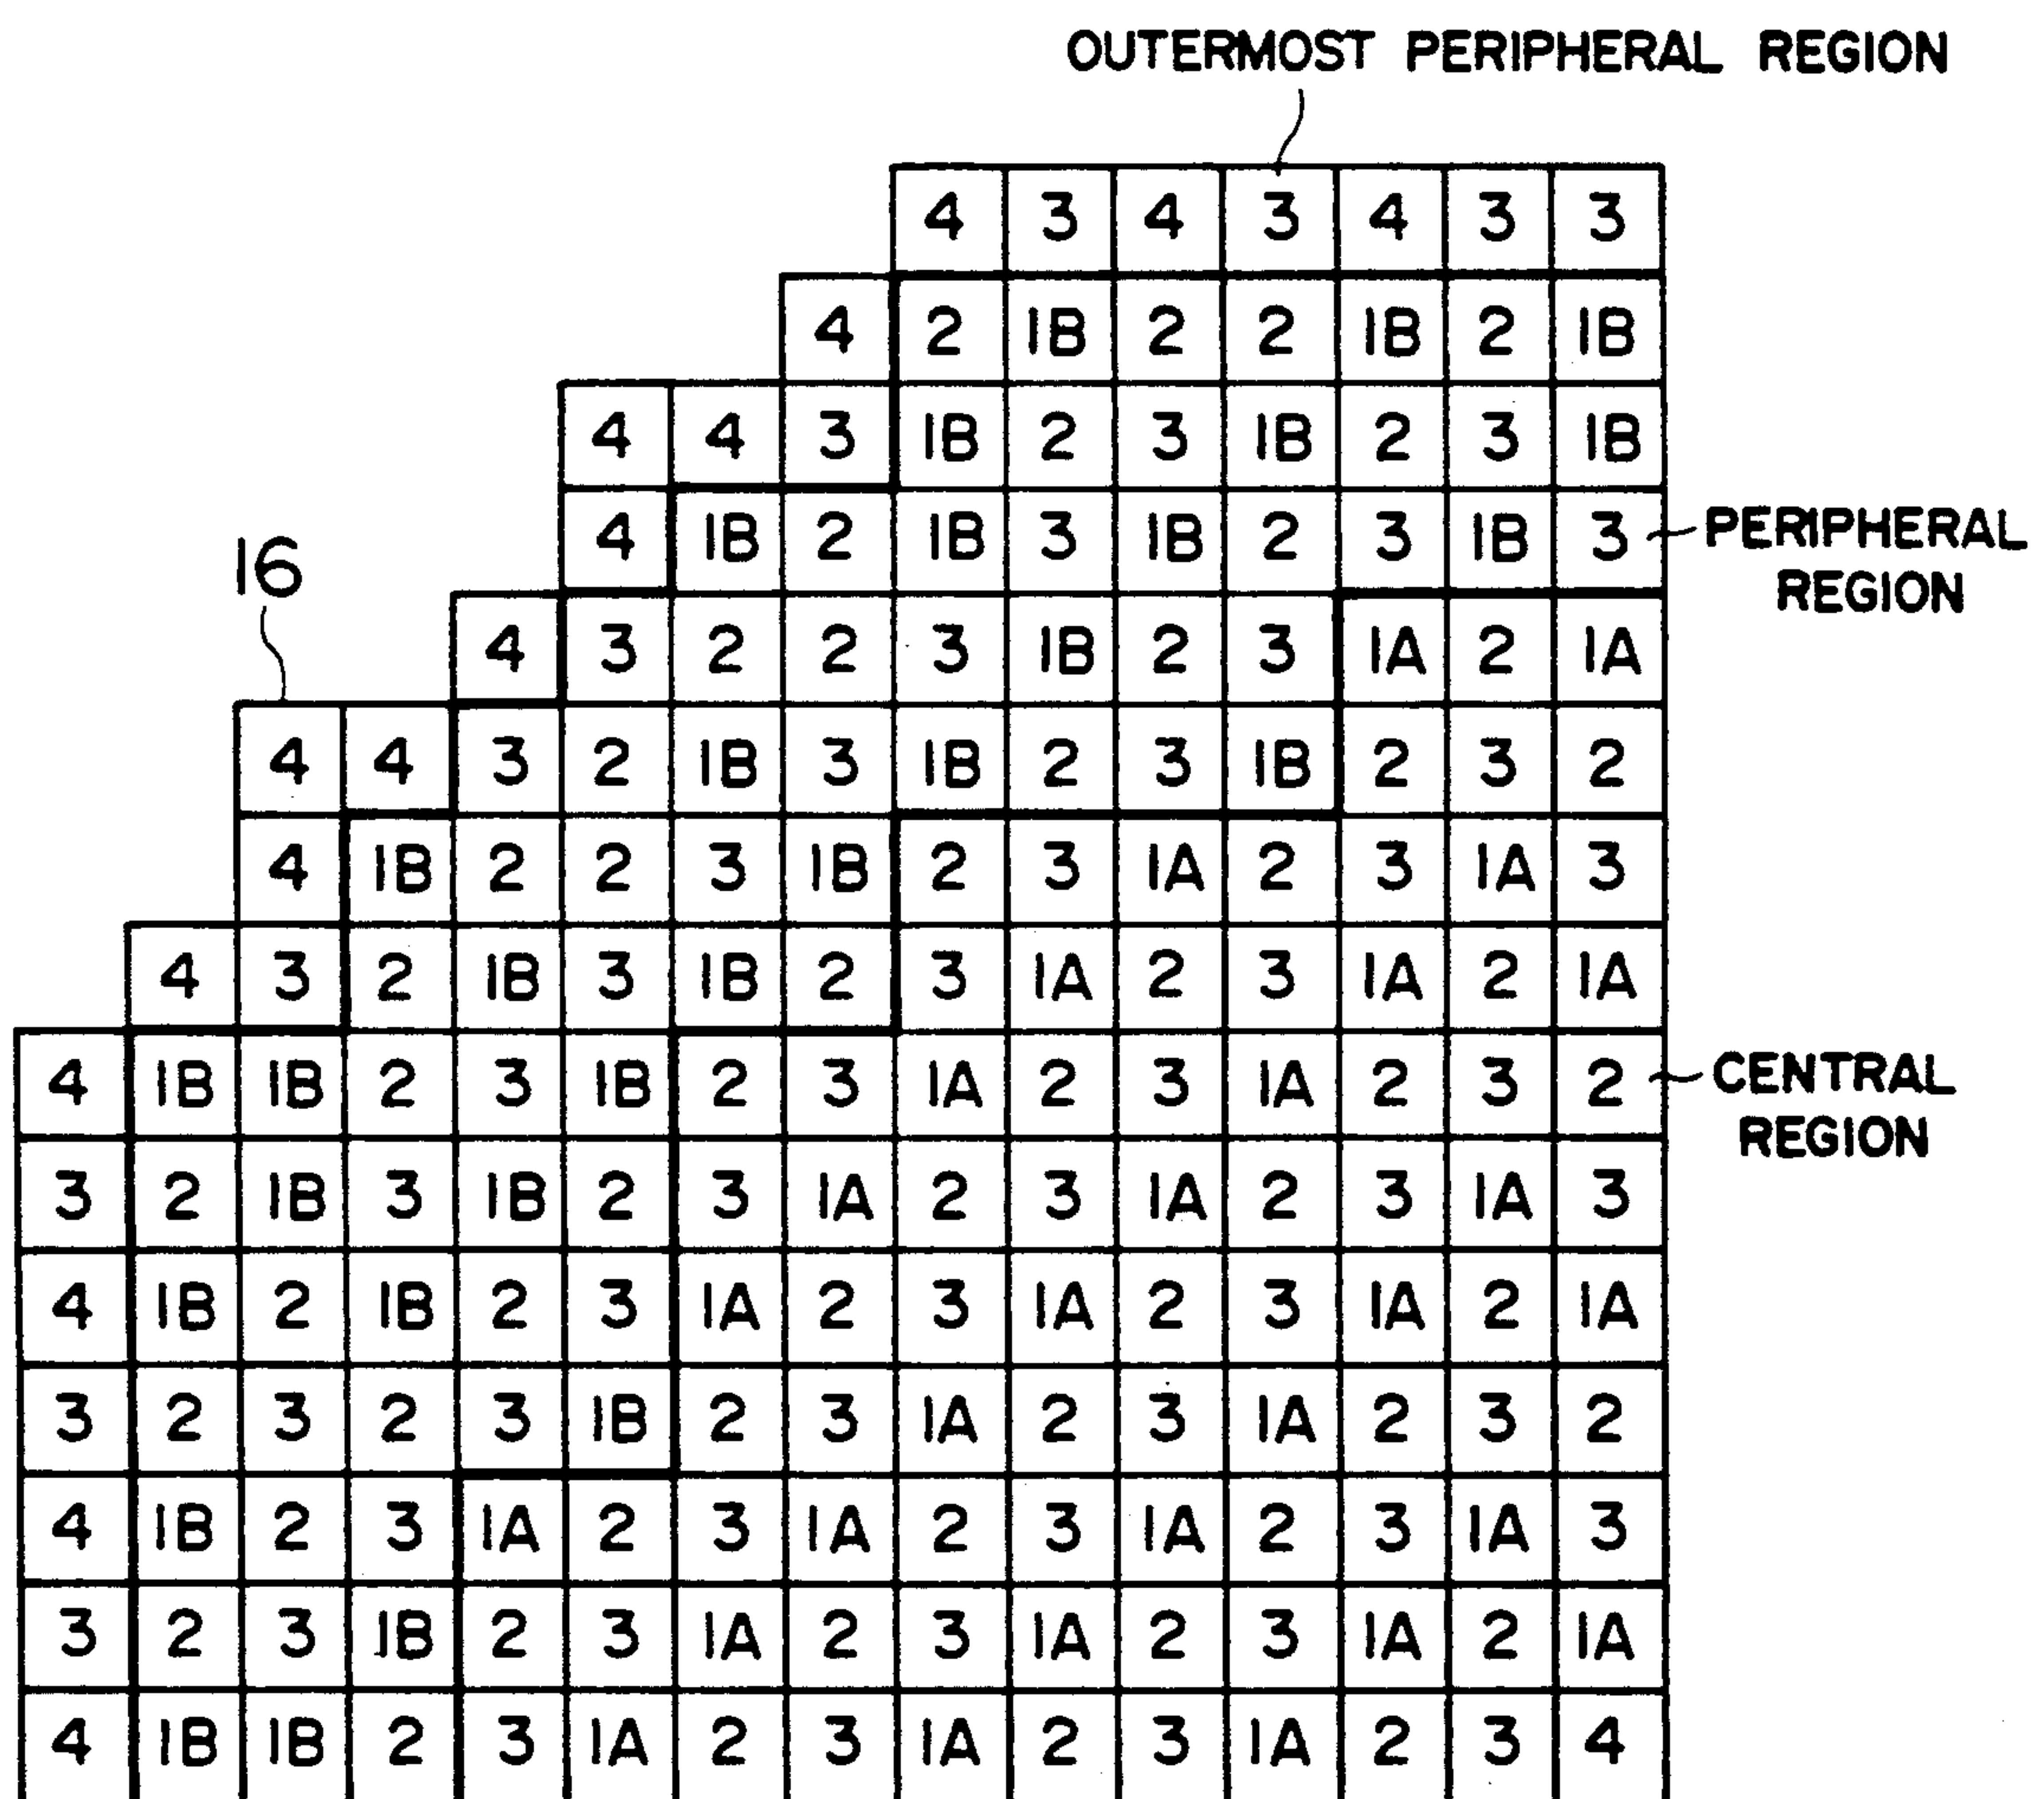 OUTERMOST PERIPHERAL REGION
4 3 4 3 4 3 3
4 2 1B 2 2 1B 2 1B
4 4 3 1B 2 3 1B 2 3 1B
4 1B 2 1B 3 1B 2 3 1B 3
PERIPHERAL
REGION
16
4 3 2 2 3 1B 2 3 1A 2 1A
4 4 3 2 1B 3 1B 2 3 1B 2 3 2
4 1B 2 2 3 1B 2 3 1A 2 3 1A 3
4 3 2 1B 3 1B 2 3 1A 2 3 1A 2 1A
4 1B 1B 2 3 1B 2 3 1A 2 3 1A 2 3 2
CENTRAL
REGION
3 2 1B 3 1B 2 3 1A 2 3 1A 2 3 1A 3
4 1B 2 1B 2 3 1A 2 3 1A 2 3 1A 2 1A
3 2 3 2 3 1B 2 3 1A 2 3 1A 2 3 2
4 1B 2 3 1A 2 3 1A 2 3 1A 2 3 1A 3
3 2 3 1B 2 3 1A 2 3 1A 2 3 1A 2 1A
4 1B 1B 2 3 1A 2 3 1A 2 3 1A 2 3 4